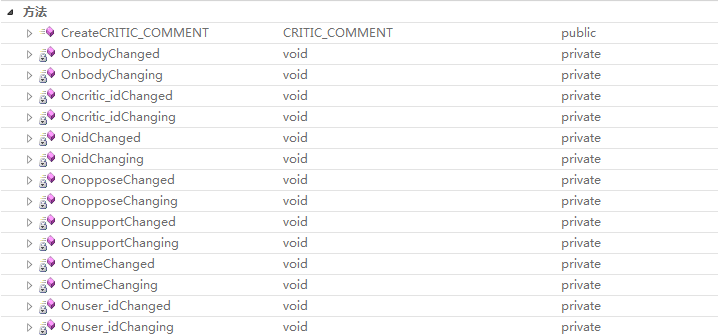 方法
CreateCRITIC_COMMENT CRITIC_COMMENT public
OnbodyChanged void private
OnbodyChanging void private
Oncritic_idChanged void private
Oncritic_idChanging void private
OnidChanged void private
OnidChanging void private
OnopposeChanged void private
OnopposeChanging void private
OnsupportChanged void private
OnsupportChanging void private
OntimeChanged void private
OntimeChanging void private
Onuser_idChanged void private
Onuser_idChanging void private